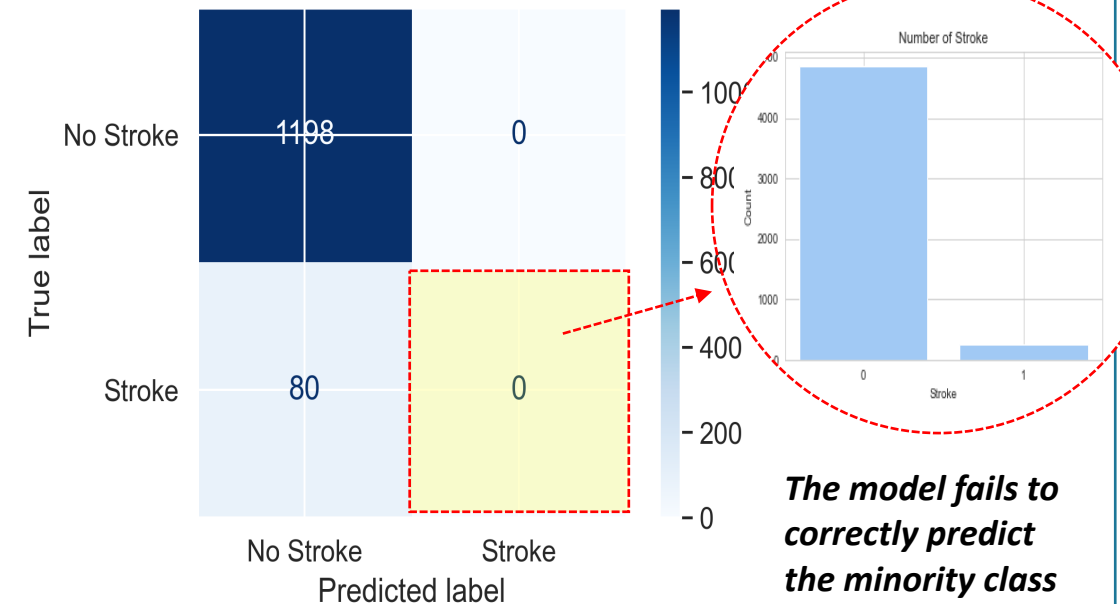 True label
No Stroke
Stroke
1198
0
80
0
No Stroke
Stroke
Predicted label
400
200
0
Number of Stroke
Count
4000
3000
2000
1000
0
0
1
Stroke
The model fails to
correctly predict
the minority class